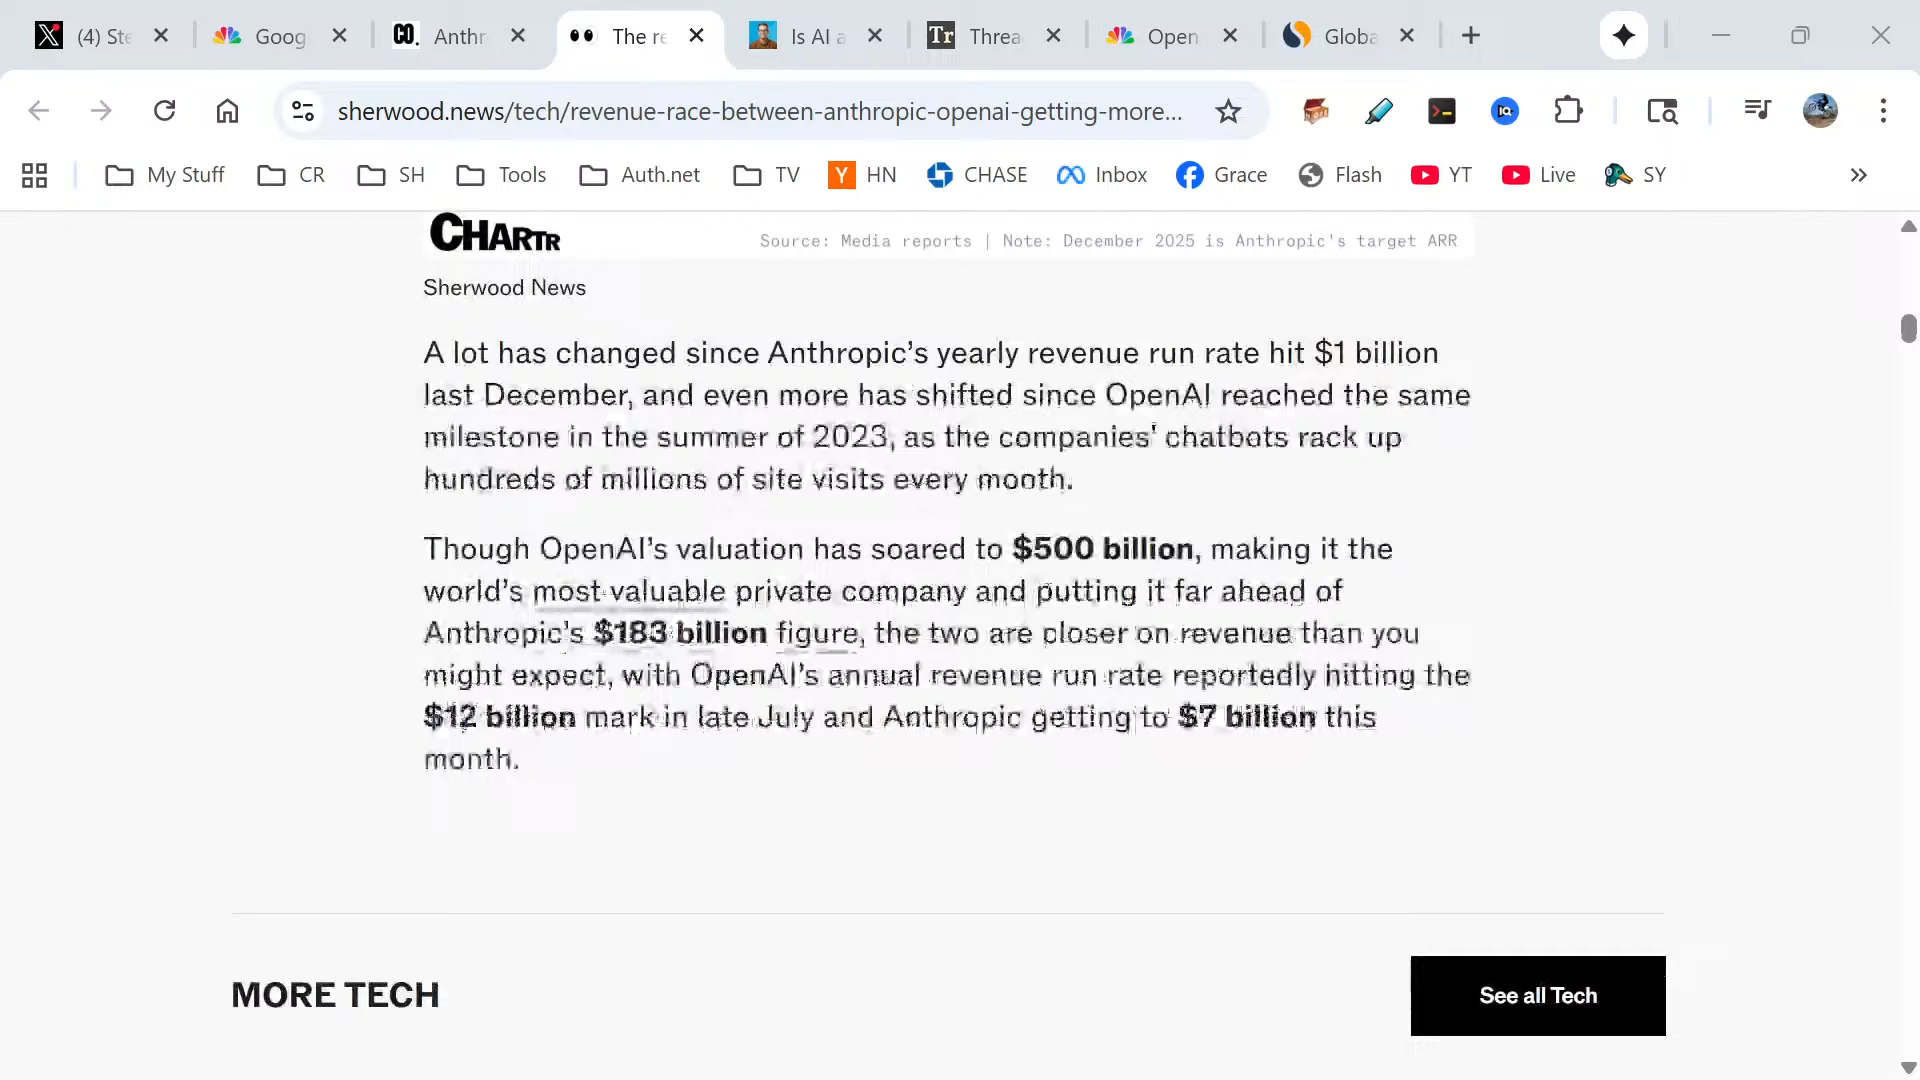 (4) Ste
Goog
CO. Anthr
The re
Is AI a
Tr Threa
Open
Globa
sherwood.news/tech/revenue-race-between-anthropic-openai-getting-more...
My Stuff
CR
SH
Tools
Auth.net
TV
Y HN
CHASE
Inbox
Grace
Flash
YT
Live
SY
CHARTR
Source: Media reports | Note: December 2025 is Anthropic's target ARR
Sherwood News
A lot has changed since Anthropic’s yearly revenue run rate hit $1 billion
last December, and even more has shifted since OpenAI reached the same
milestone in the summer of 2023, as the companies’ chatbots rack up
hundreds of millions of site visits every month.
Though OpenAI’s valuation has soared to $500 billion, making it the
world’s most valuable private company and putting it far ahead of
Anthropic’s $183 billion figure, the two are closer on revenue than you
might expect, with OpenAI’s annual revenue run rate reportedly hitting the
$12 billion mark in late July and Anthropic getting to $7 billion this
month.
MORE TECH
See all Tech